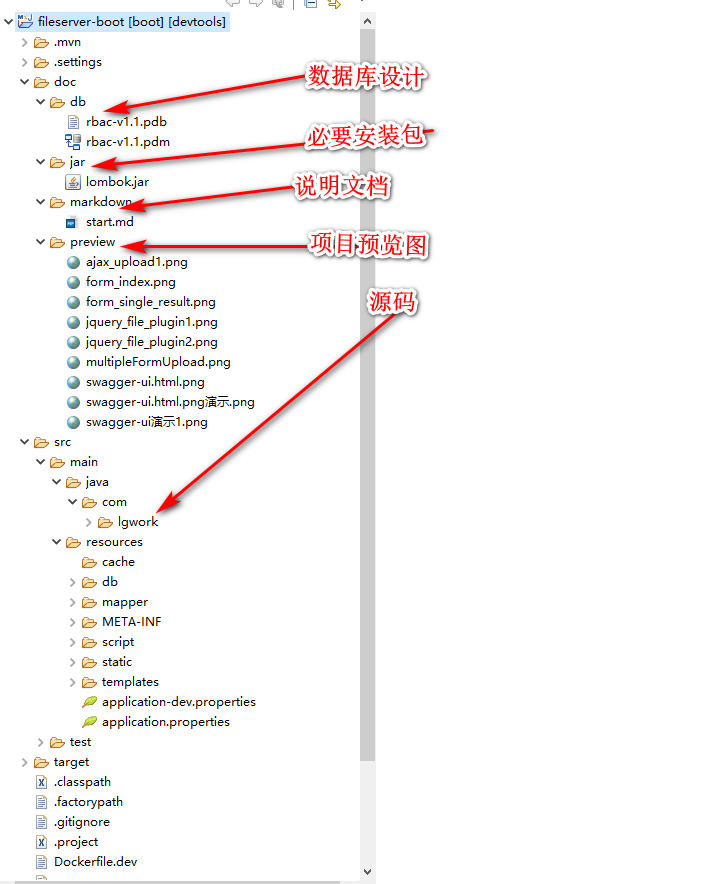 fileserver-boot [boot] [devtools]
.mvn
.settings
doc
数据库设计
db
rbac-v1.1.pdb
rbac-v1.1.pdm
必要安装包
jar
lombok.jar
说明文档
markdown
start.md
preview
项目预览图
ajax_upload1.png
form_index.png
form_single_result.png
源码
jquery_file_plugin1.png
jquery_file_plugin2.png
multipleFormUpload.png
swagger-ui.html.png
swagger-ui.html.png演示.png
swagger-ui演示1.png
src
main
java
com
lgwork
resources
cache
db
mapper
META-INF
script
static
templates
application-dev.properties
application.properties
test
target
.classpath
.factorypath
.gitignore
.project
Dockerfile.dev